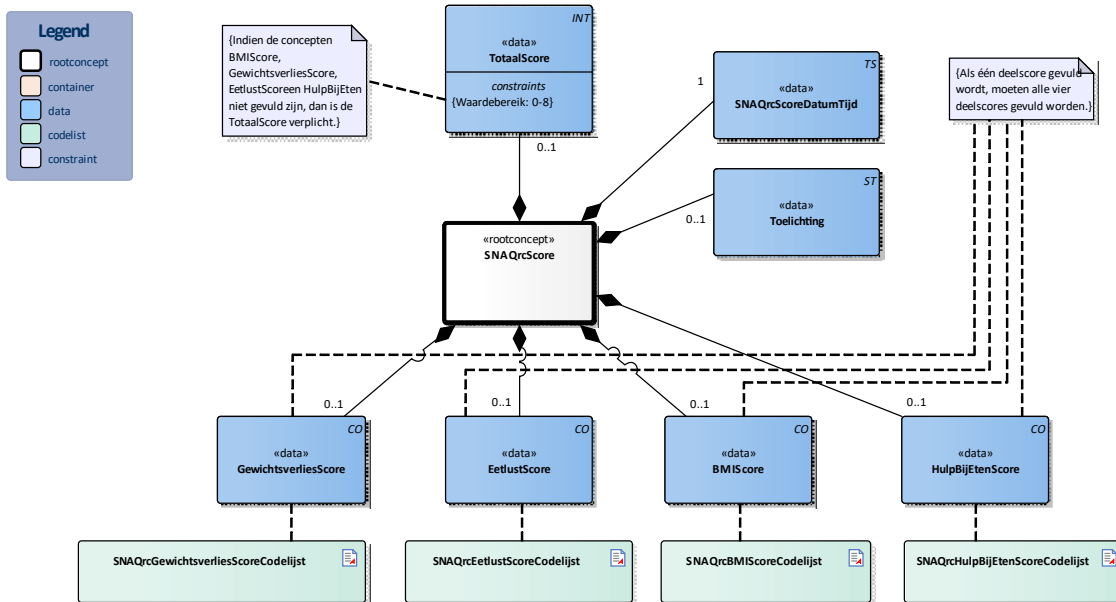 Legend
rootconcept
container
data
codelist
constraint
{Indien de concepten
BMIScore,
GewichtsverliesScore,
EetlustScoreen HulpBijEten
niet gevuld zijn, dan is de
TotaalScore verplicht.}
INT
«data»
TotaalScore
constraints
{Waardebereik: 0-8}
0..1
TS
«data»
SNAQrcScoreDatumTijd
1
{Als één deelscore gevuld
wordt, moeten alle vier
deelscores gevuld worden.}
ST
«data»
Toelichting
0..1
«rootconcept»
SNAQrcScore
0..1
0..1
0..1
0..1
CO
«data»
GewichtsverliesScore
CO
«data»
EetlustScore
CO
«data»
BMIScore
CO
«data»
HulpBijEtenScore
SNAQrcGewichtsverliesScoreCodelijst
SNAQrcEetlustScoreCodelijst
SNAQrcBMIScoreCodelijst
SNAQrcHulpBijEtenScoreCodelijst